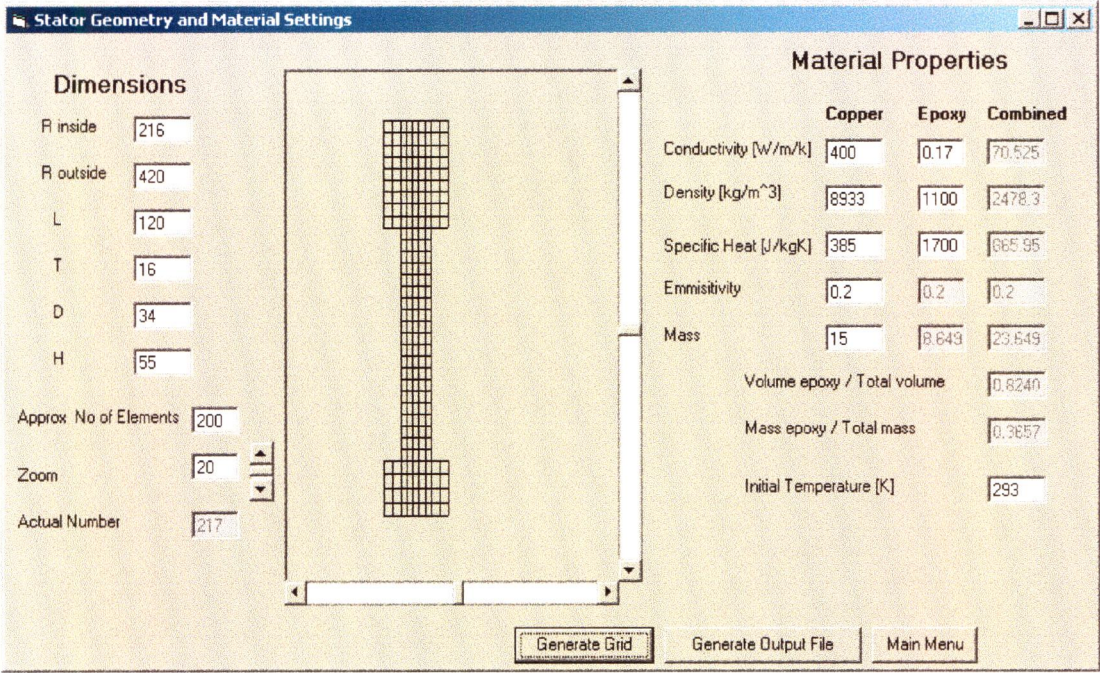 Stator Geometry and Material Settings
Dimensions
R inside 216
R outside 420
L 120
T 16
D 34
H 55
Approx No of Elements 200
Zoom 20
Actual Number 217
Material Properties
Copper Epoxy Combined
Conductivity [W/m/k] 400 0.17 70.525
Density [kg/m^3] 8933 1100 2478.3
Specific Heat [J/kgK] 385 1700 665.95
Emmisitivity 0.2 0.2 0.2
Mass 15 8.649 23.649
Volume epoxy / Total volume 0.8240
Mass epoxy / Total mass 0.3657
Initial Temperature [K] 293
Generate Grid Generate Output File Main Menu